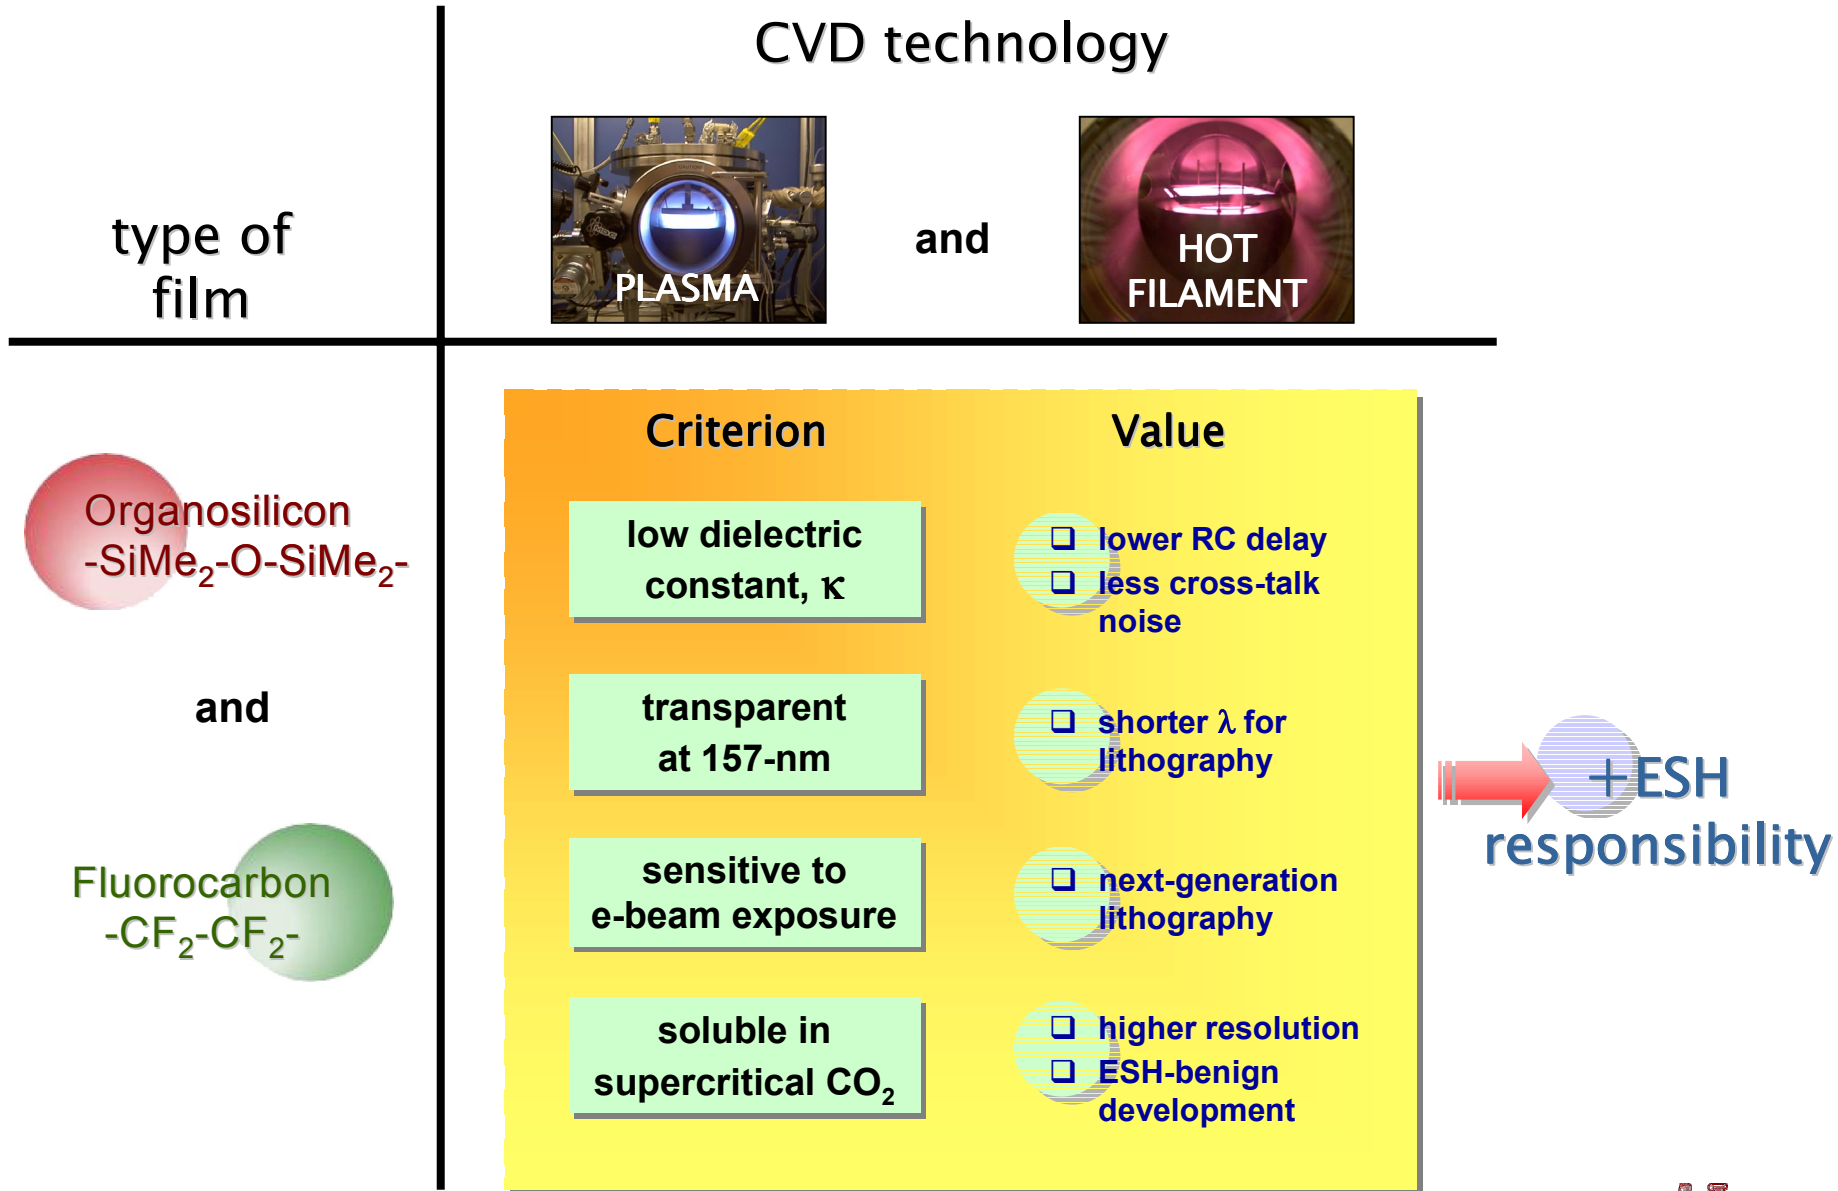 CVD technology
type of
film
PLASMA
and
HOT
FILAMENT
Criterion
Value
Organosilicon
-SiMe₂-O-SiMe₂-
and
Fluorocarbon
-CF₂-CF₂-
low dielectric
constant, κ
❑ lower RC delay
❑ less cross-talk
noise
transparent
at 157-nm
❑ shorter λ for
lithography
sensitive to
e-beam exposure
❑ next-generation
lithography
soluble in
supercritical CO₂
❑ higher resolution
❑ ESH-benign
development
+ESH
responsibility